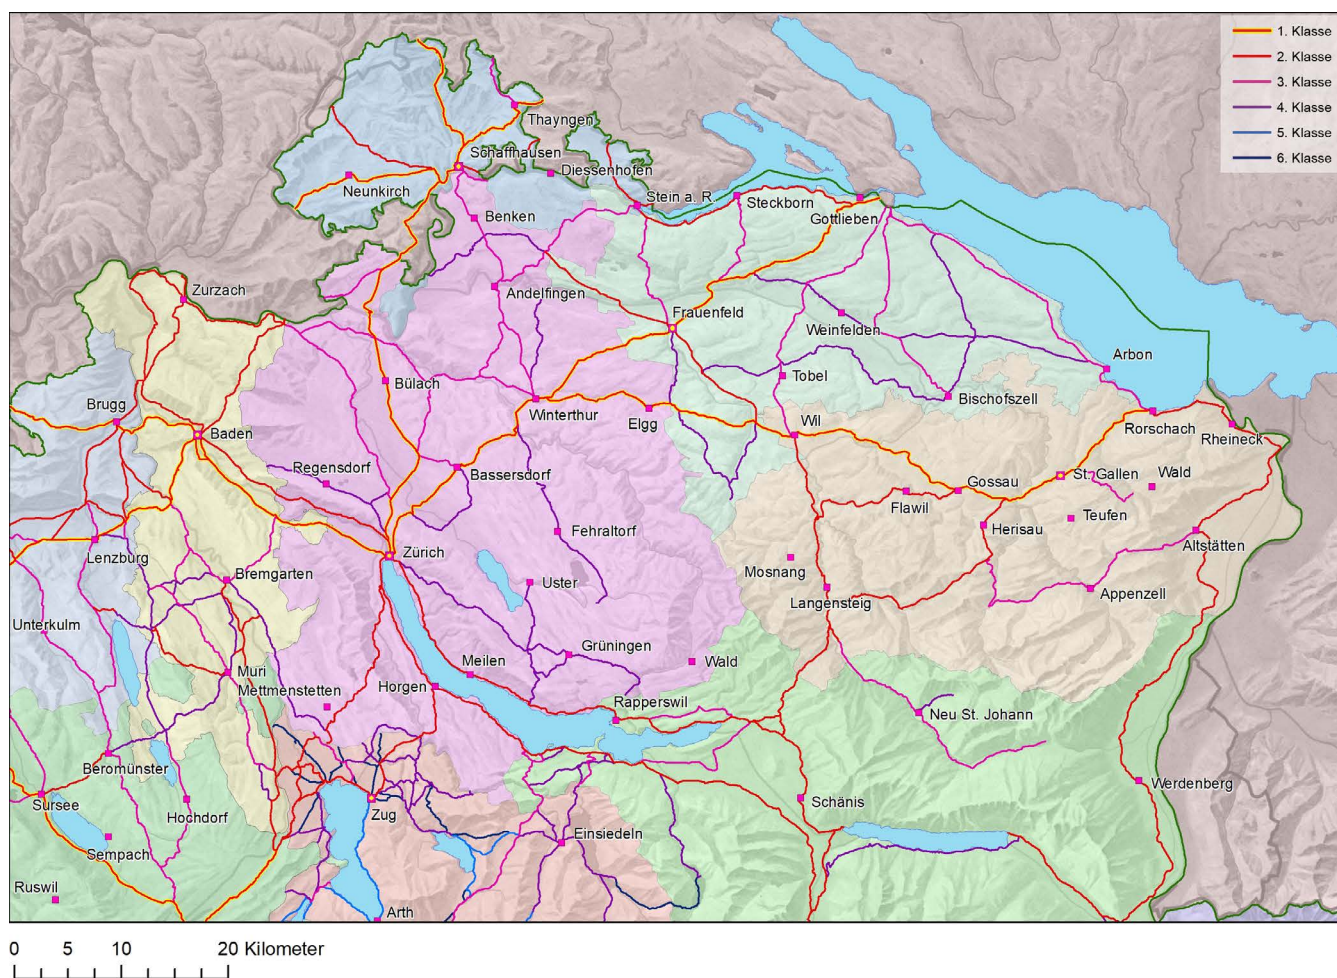 1. Klasse
2. Klasse
3. Klasse
4. Klasse
5. Klasse
6. Klasse
Thayngen
Schaffhausen
Diessenhofen
Neunkirch
Stein a. R.
Steckborn
Gottlieben
Benken
Zurzach
Andelfingen
Frauenfeld
Weinfelden
Arbon
Bülach
Tobel
Bischofszell
Brugg
Winterthur
Elgg
Wil
Rorschach
Rheineck
Baden
Regensdorf
Bassersdorf
Gossau
St. Gallen
Wald
Flawil
Teufen
Herisau
Fehraltorf
Altstätten
Lenzburg
Zürich
Mosnang
Bremgarten
Uster
Langensteig
Appenzell
Unterkulm
Grüningen
Wald
Muri
Meilen
Mettmenstetten
Horgen
Rapperswil
Neu St. Johann
Beromünster
Werdenberg
Sursee
Hochdorf
Zug
Schänis
Einsiedeln
Sempach
Ruswil
Arth
0 5 10 20 Kilometer